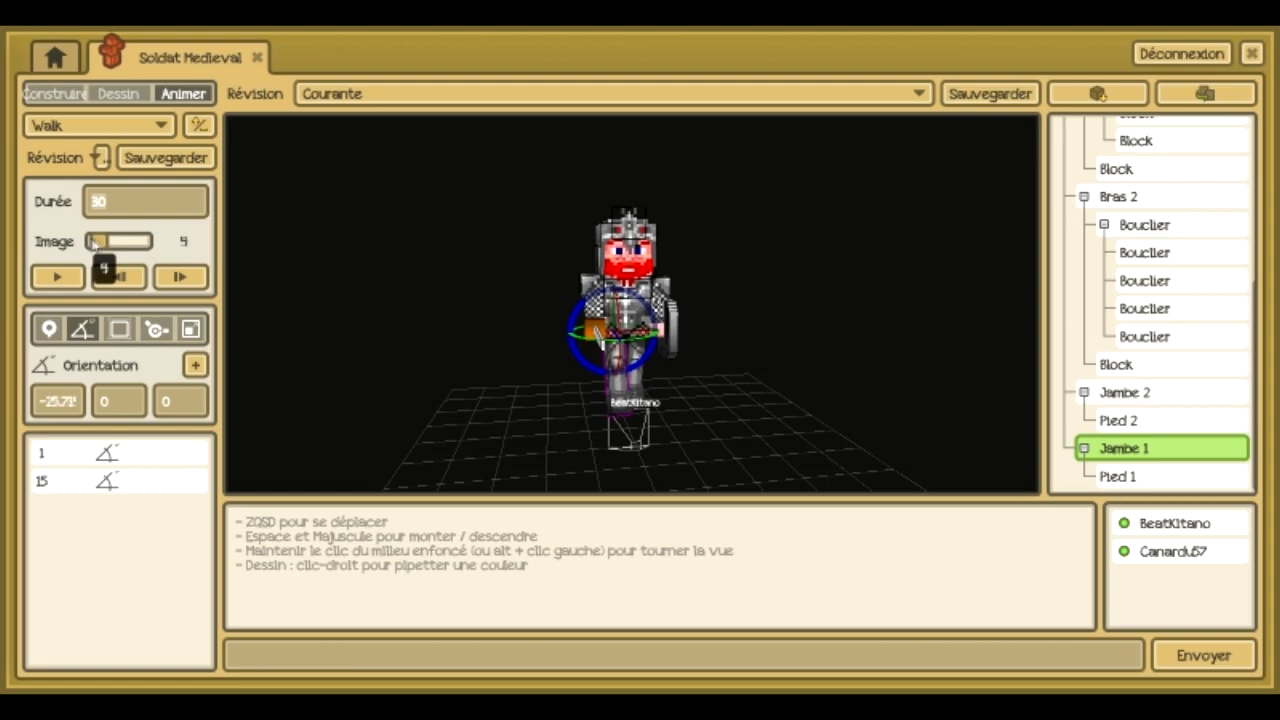 Soldat Medieval
Déconnexion
Construire Dessin Animer
Révision Courante Sauvegarder
Walk
Révision ... Sauvegarder
Durée 30
Image 4
4
Orientation
0 0
1
15
BeatKitano
Block
Block
Bras 2
Bouclier
Bouclier
Bouclier
Bouclier
Bouclier
Block
Jambe 2
Pied 2
Jambe 1
Pied 1
- ZQSD pour se déplacer
- Espace et Majuscule pour monter / descendre
- Maintenir le clic du milieu enfoncé (ou alt + clic gauche) pour tourner la vue
- Dessin : clic-droit pour pipetter une couleur
BeatKitano
Canardu57
Envoyer